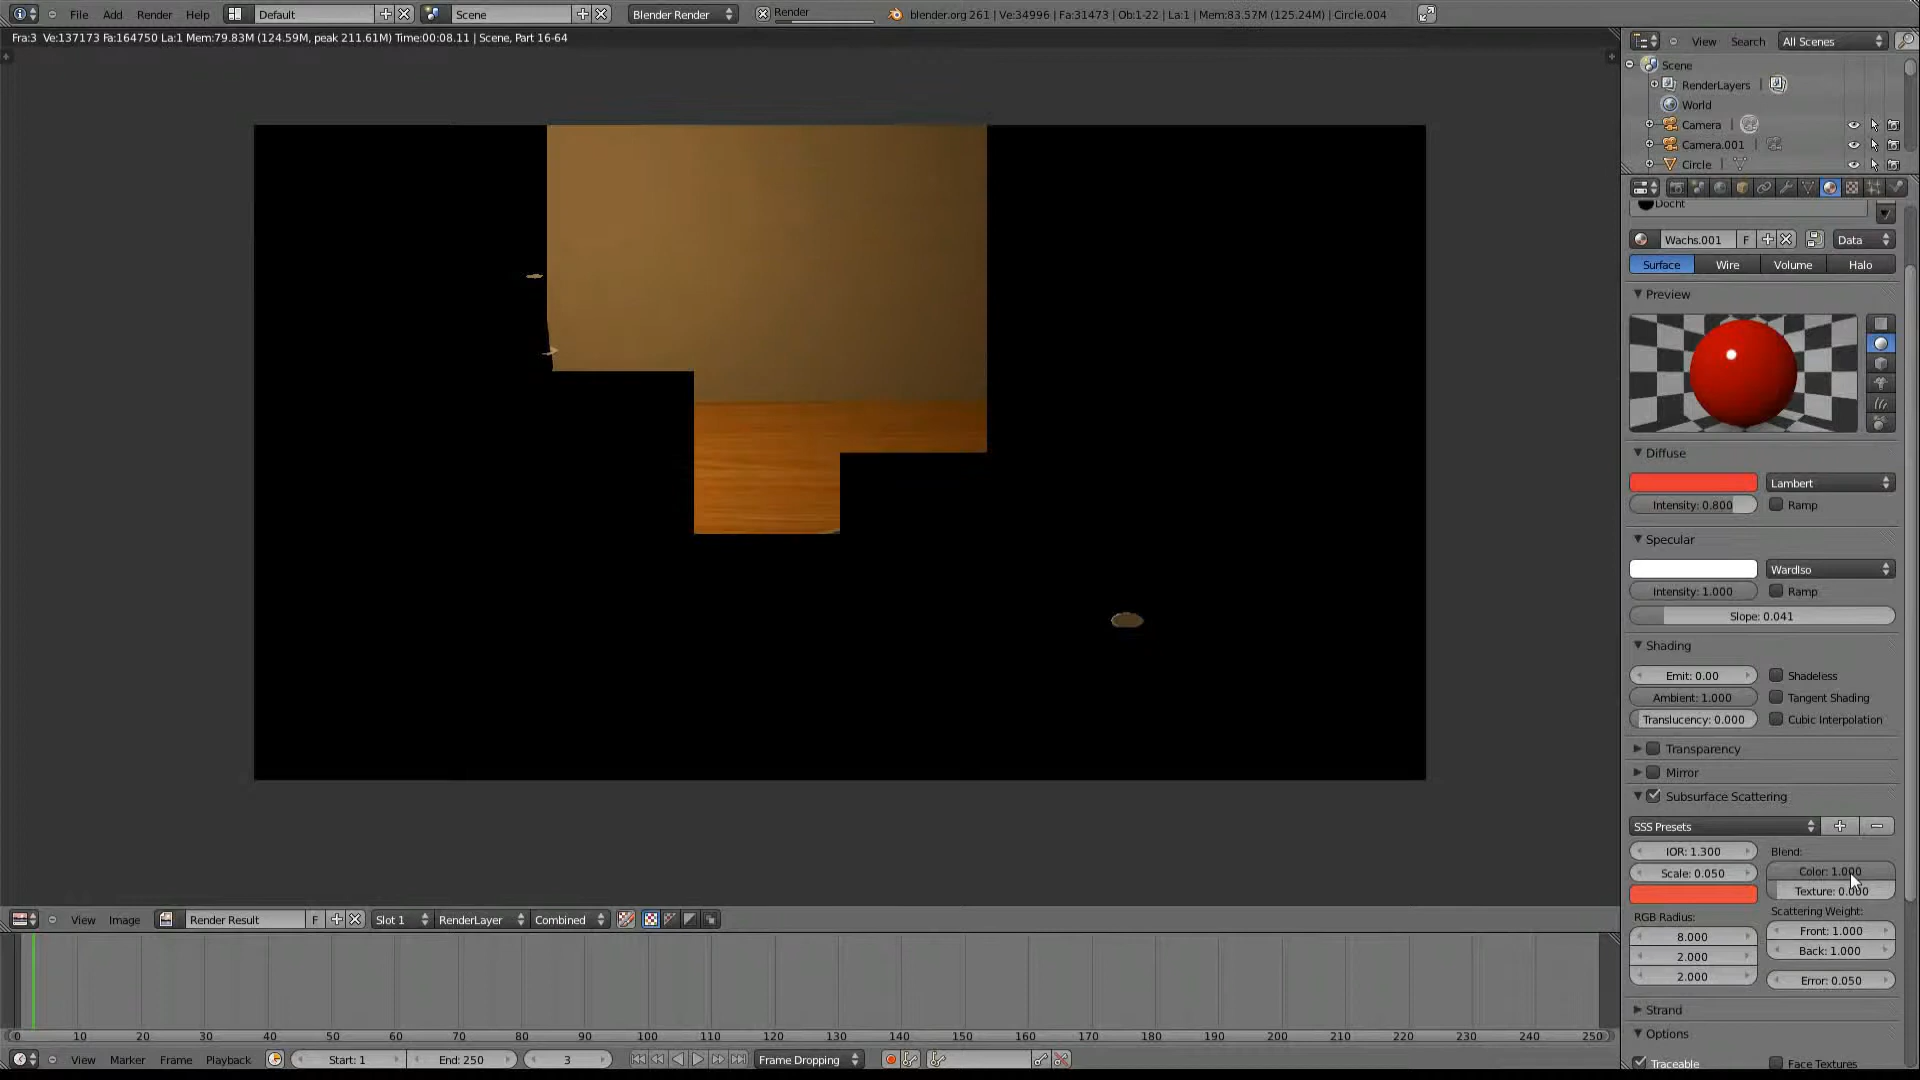 File Add Render Help Default Scene Blender Render Render blender.org 261 | Ve:34996 | Fa:31473 | Ob:1-22 | La:1 | Mem:83.57M (125.24M) | Circle.004
Fra:3 Ve:137173 Fa:164750 La:1 Mem:79.83M (124.59M, peak 211.61M) Time:00:08.11 | Scene, Part 16-64
View Search All Scenes
Scene
RenderLayers |
World
Camera |
Camera.001 |
Circle |
Docht
Wachs.001 F Data
Surface Wire Volume Halo
Preview
Diffuse
Lambert
Intensity: 0.800 Ramp
Specular
WardIso
Intensity: 1.000 Ramp
Slope: 0.041
Shading
Emit: 0.00 Shadeless
Ambient: 1.000 Tangent Shading
Translucency: 0.000 Cubic Interpolation
Transparency
Mirror
Subsurface Scattering
SSS Presets
IOR: 1.300 Blend:
Scale: 0.050 Color: 1.000
Texture: 0.000
RGB Radius: Scattering Weight:
8.000 Front: 1.000
2.000 Back: 1.000
2.000 Error: 0.050
Strand
Options
Traceable Face Textures
View Image Render Result F Slot 1 RenderLayer Combined
0 10 20 30 40 50 60 70 80 90 100 110 120 130 140 150 160 170 180 190 200 210 220 230 240 250
View Marker Frame Playback Start: 1 End: 250 3 Frame Dropping